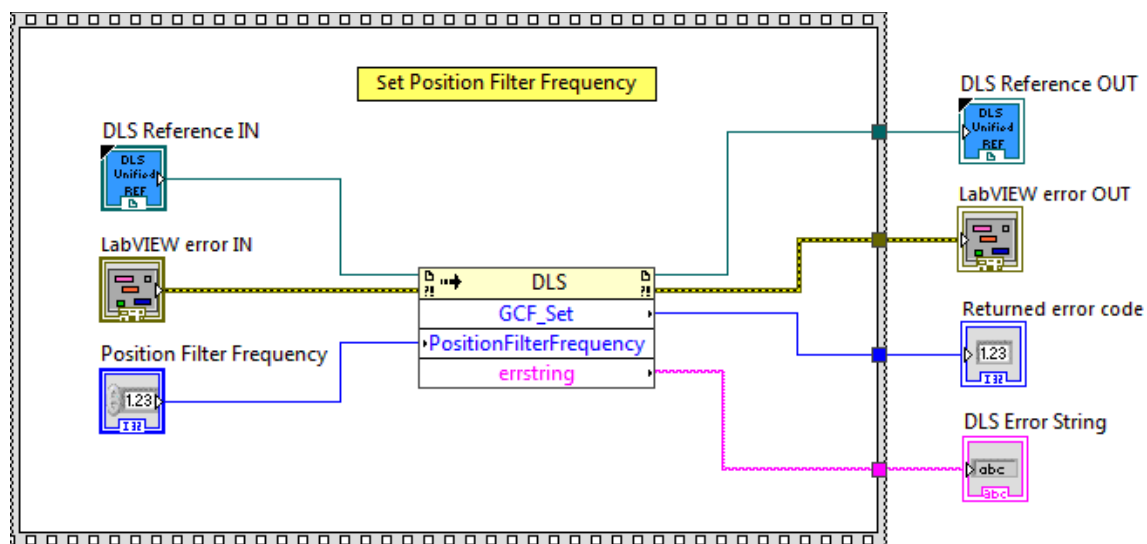 Set Position Filter Frequency
DLS Reference OUT
DLS
Unified
REF
DLS Reference IN
DLS
Unified
REF
LabVIEW error OUT
LabVIEW error IN
?!
DLS
?!
GCF_Set
Returned error code
1.23
I32
Position Filter Frequency
1.23
I32
PositionFilterFrequency
errstring
DLS Error String
abc
abc